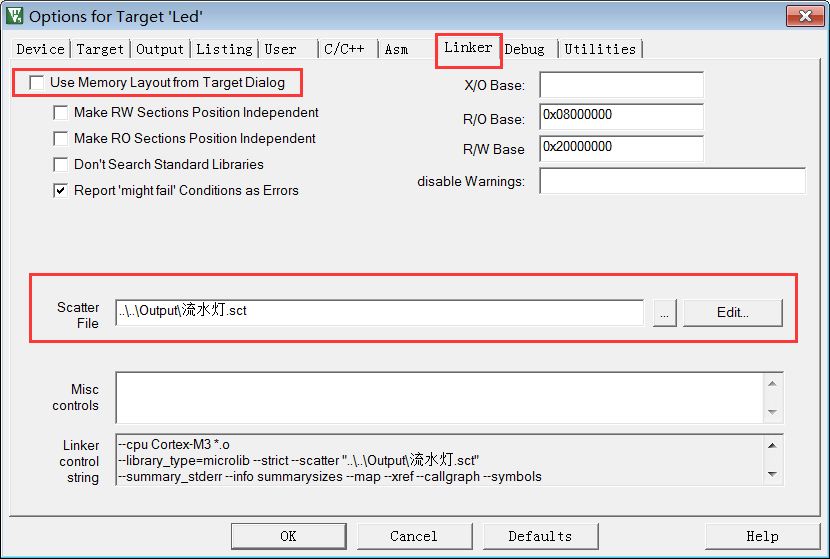 Options for Target 'Led'
Device Target Output Listing User C/C++ Asm Linker Debug Utilities
Use Memory Layout from Target Dialog
Make RW Sections Position Independent
Make RO Sections Position Independent
Don't Search Standard Libraries
Report 'might fail' Conditions as Errors
X/O Base:
R/O Base: 0x08000000
R/W Base 0x20000000
disable Warnings:
Scatter
File
..\..\Output\流水灯.sct
...
Edit...
Misc
controls
Linker
control
string
--cpu Cortex-M3 *.o
--library_type=microlib --strict --scatter "..\..\Output\流水灯.sct"
--summary_stderr --info summarysizes --map --xref --callgraph --symbols
OK Cancel Defaults Help